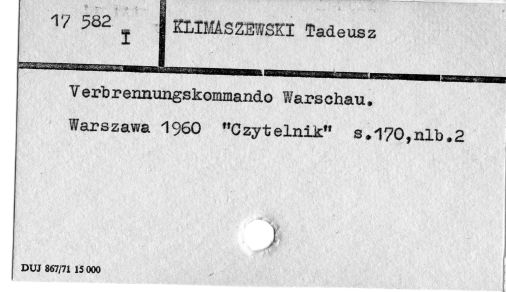 17 582
I
KLIMASZEWSKI Tadeusz
Verbrennungskommando Warschau.
Warszawa 1960 "Czytelnik" s.170,nlb.2
DUJ 867/71 15 000